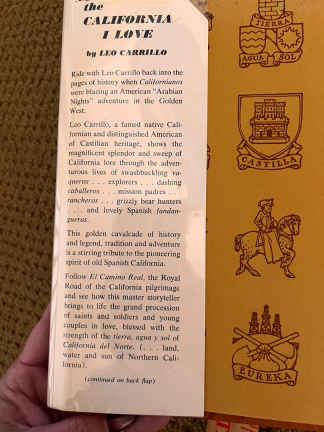 the
CALIFORNIA
I LOVE
by LEO CARRILLO
Ride with Leo Carrillo back into the
pages of history when Californianos
were blazing an American "Arabian
Nights" adventure in the Golden
West.
Leo Carrillo, a famed native Cali-
fornian and distinguished American
of Castilian heritage, shows the
magnificent splendor and sweep of
California lore through the adven-
turous lives of swashbuckling va-
queros . . . explorers . . . dashing
caballeros . . . mission padres . . .
rancheros . . . grizzly bear hunters
. . . and lovely Spanish fandan-
gueras.
This golden cavalcade of history
and legend, tradition and adventure
is a stirring tribute to the pioneering
spirit of old Spanish California.
Follow El Camino Real, the Royal
Road of the California pilgrimage
and see how this master storyteller
brings to life the grand procession
of saints and soldiers and young
couples in love, blessed with the
strength of the tierra, agua y sol of
California del Norte. (. . . land,
water and sun of Northern Cali-
fornia).
(continued on back flap)
TIERRA
AGUA SOL
CASTILLA
EUREKA